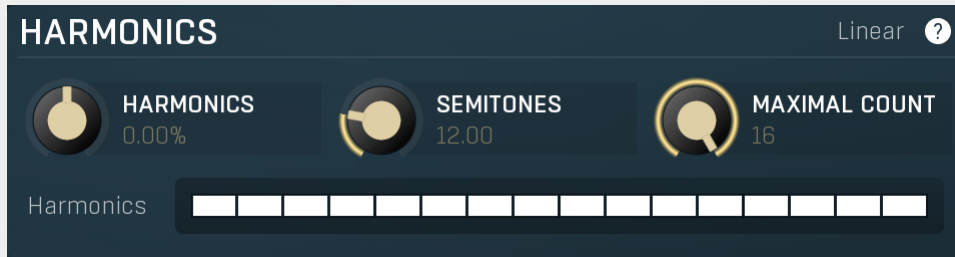 HARMONICS
Linear ?
HARMONICS
0.00%
SEMITONES
12.00
MAXIMAL COUNT
16
Harmonics